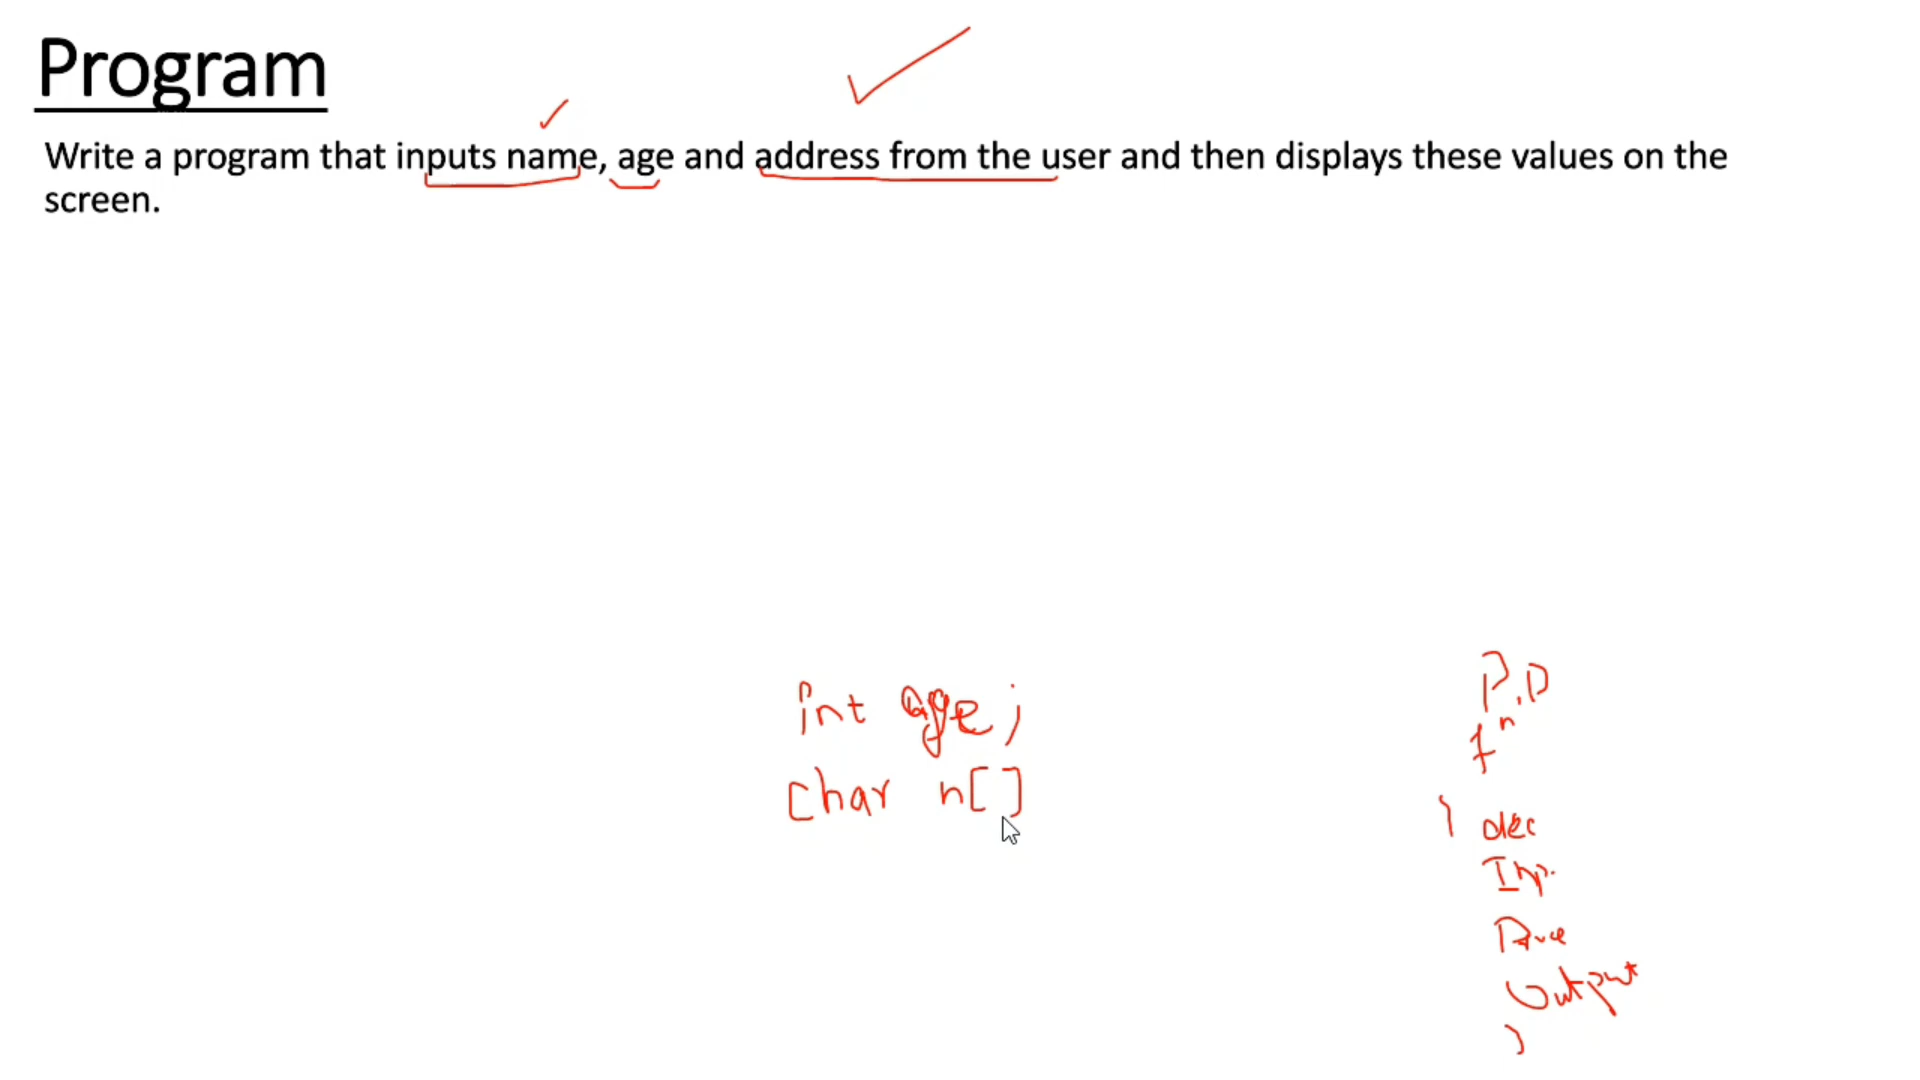 Program
Write a program that inputs name, age and address from the user and then displays these values on the
screen.
int age;
char n[]
P.D
fn
dec
Inp.
Output
}